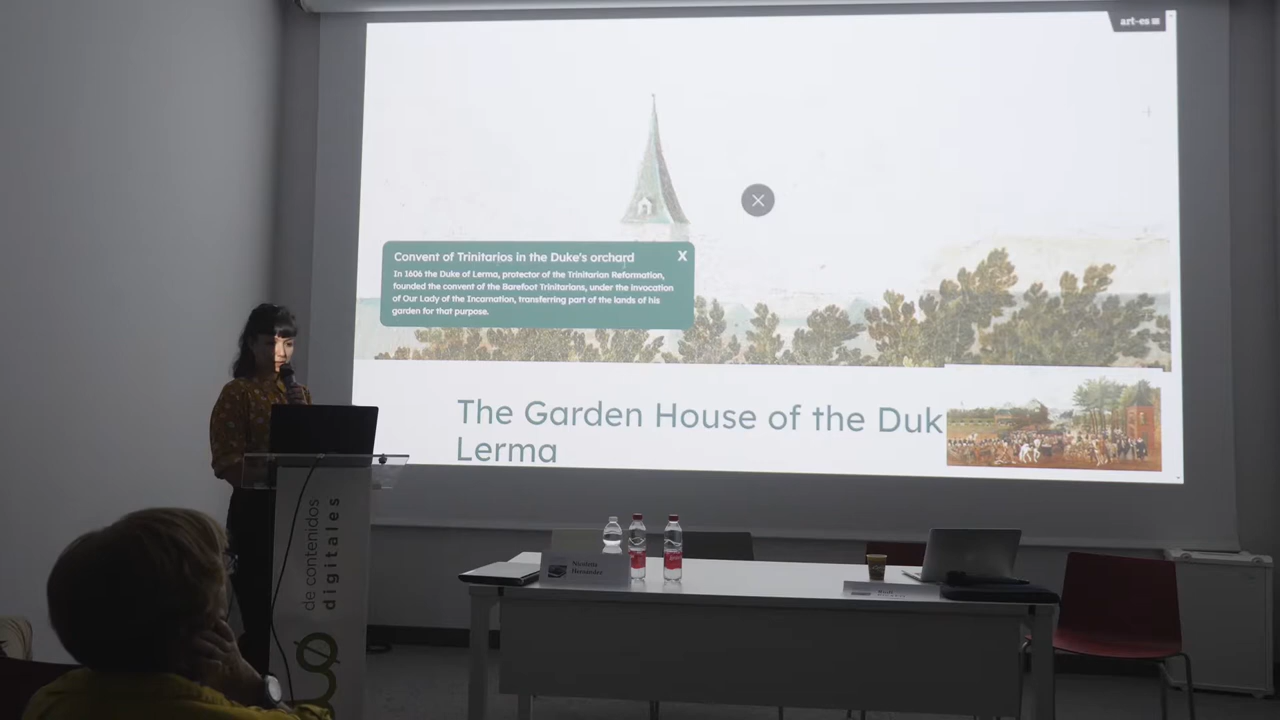 art-es
Convent of Trinitarios in the Duke's orchard X
In 1606 the Duke of Lerma, protector of the Trinitarian Reformation,
founded the convent of the Barefoot Trinitarians, under the invocation
of Our Lady of the Incarnation, transferring part of the lands of his
garden for that purpose.
The Garden House of the Duk
Lerma
de contenidos
digitales
Hernandez